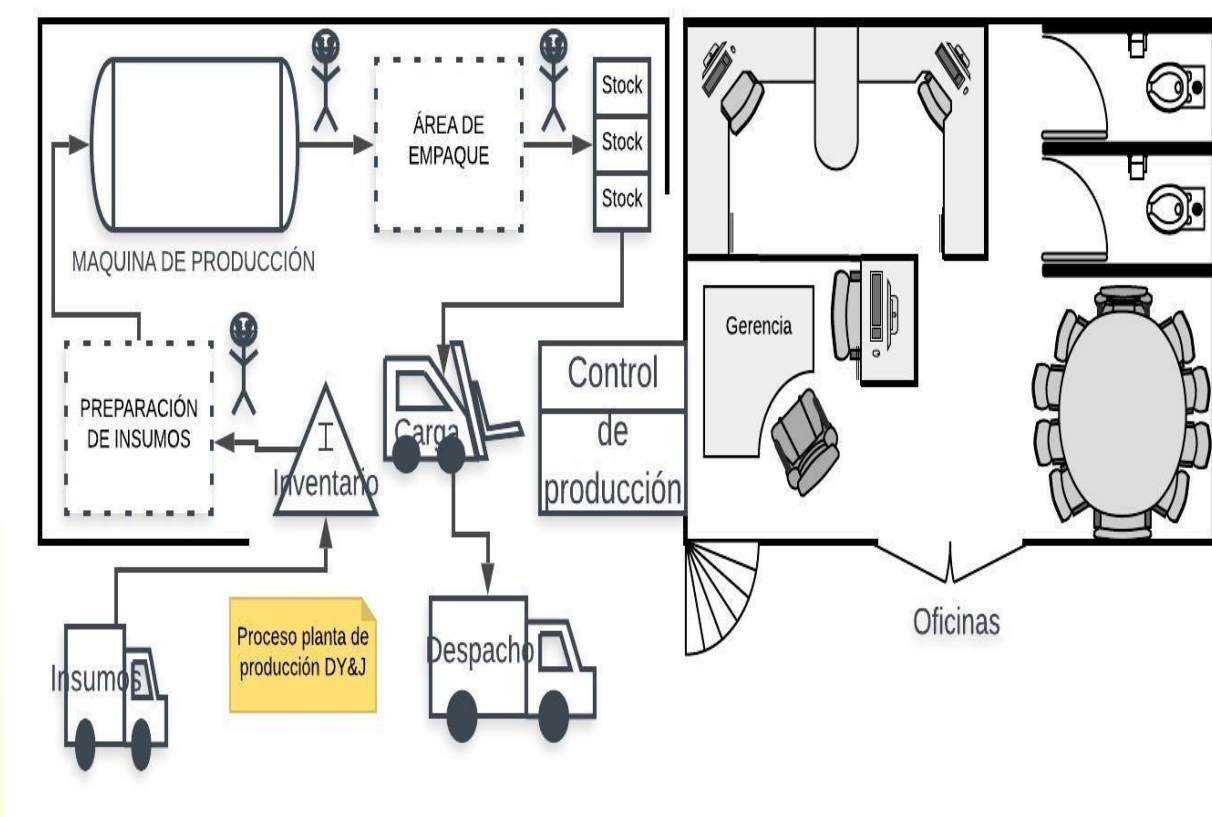 Stock
ÁREA DE
EMPAQUE
Stock
Stock
MAQUINA DE PRODUCCIÓN
Gerencia
PREPARACIÓN
DE INSUMOS
I
Inventario
Carga
Control
de
producción
Oficinas
Insumos
Proceso planta de
producción DY&J
Despacho